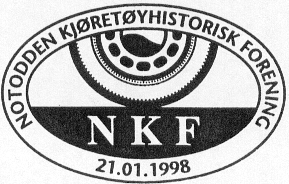 NOTODDEN KJØRETØYHISTORISK FORENING
NKF
21.01.1998